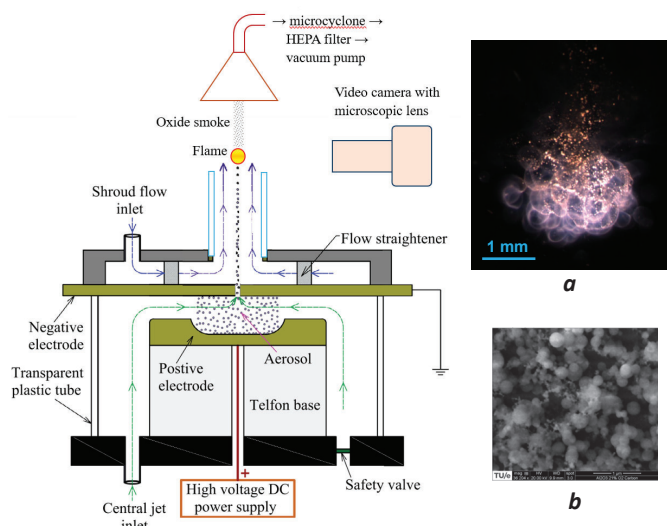 → microcyclone →
HEPA filter →
vacuum pump
Video camera with
microscopic lens
Oxide smoke
Flame
Shroud flow
inlet
Flow straightener
1 mm
a
Negative
electrode
Transparent
plastic tube
Postive
electrode
Aerosol
Telfon base
+
High voltage DC
power supply
Safety valve
Central jet
inlet
TU/e
b